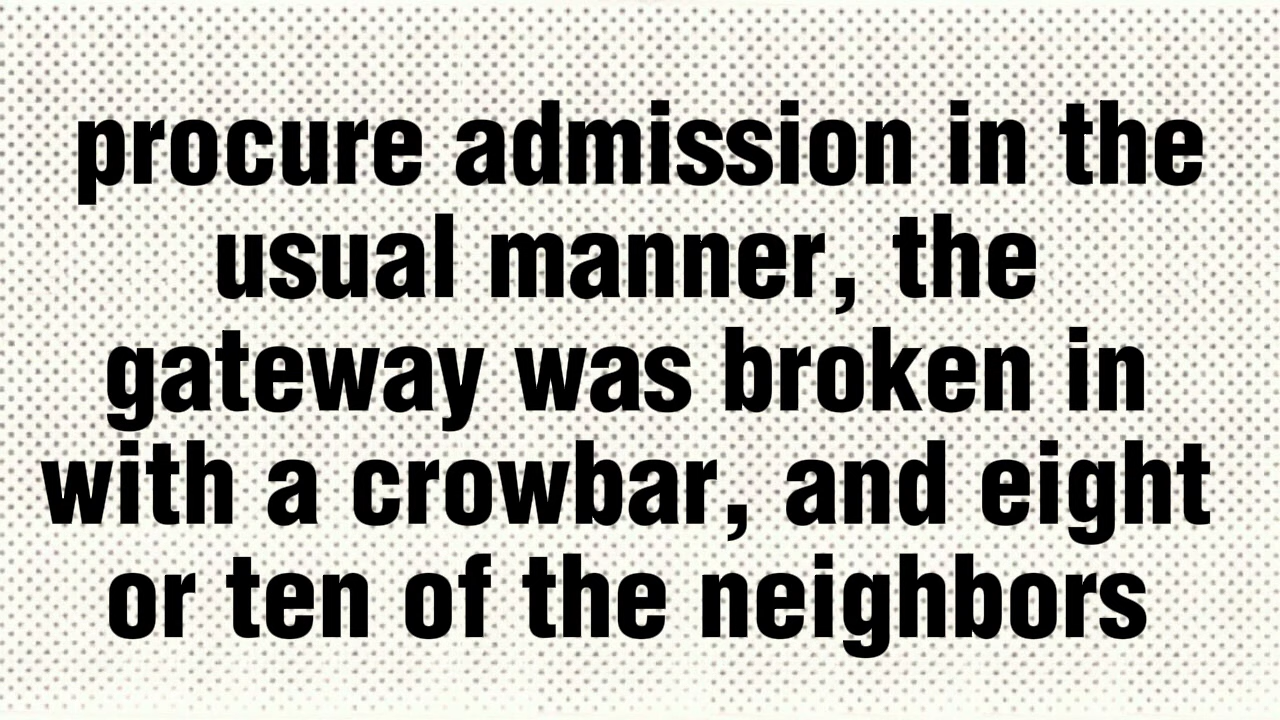 procure admission in the
usual manner, the
gateway was broken in
with a crowbar, and eight
or ten of the neighbors